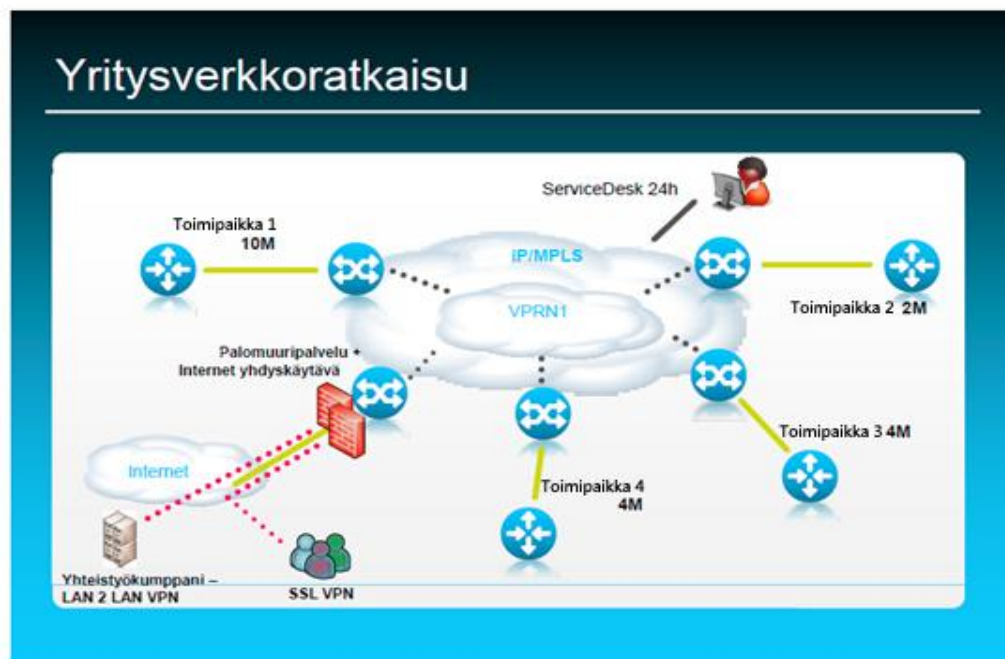 Yritysverkkoratkaisu
ServiceDesk 24h
Toimipaikka 1
10M
IP/MPLS
VPRN1
Toimipaikka 2 2M
Palomuuripalvelu +
Internet yhdyskäytävä
Toimipaikka 3 4M
Internet
Toimipaikka 4
4M
Yhteistyökumppani –
LAN 2 LAN VPN
SSL VPN